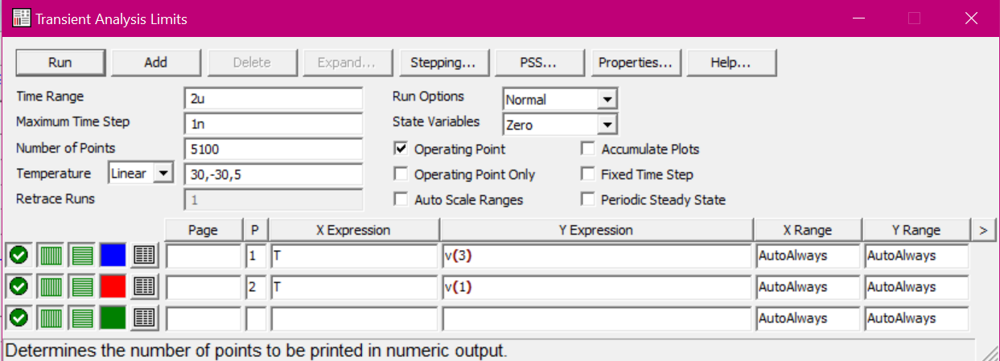 Transient Analysis Limits
Run Add Delete Expand... Stepping... PSS... Properties... Help...
Time Range 2u Run Options Normal
Maximum Time Step 1n State Variables Zero
Number of Points 5100 Operating Point Accumulate Plots
Temperature Linear 30,-30,5 Operating Point Only Fixed Time Step
Retrace Runs 1 Auto Scale Ranges Periodic Steady State
Page P X Expression Y Expression X Range Y Range >
1 T v(3) AutoAlways AutoAlways
2 T v(1) AutoAlways AutoAlways
AutoAlways AutoAlways
Determines the number of points to be printed in numeric output.